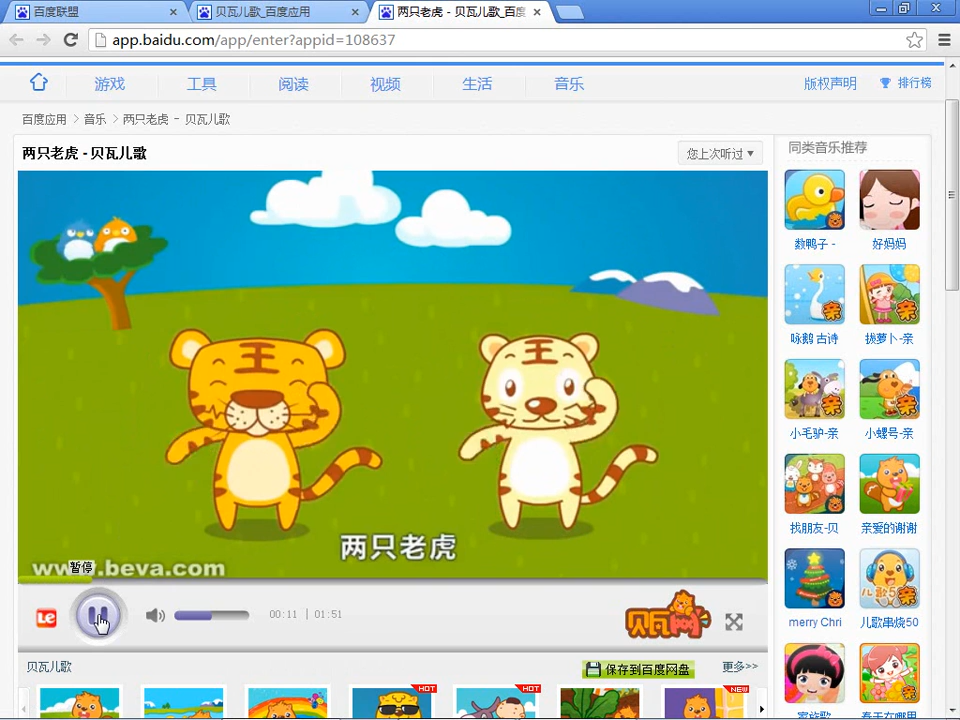 百度联盟
贝瓦儿歌_百度应用
两只老虎 - 贝瓦儿歌_百度
app.baidu.com/app/enter?appid=108637
游戏 工具 阅读 视频 生活 音乐 版权声明 排行榜
百度应用 > 音乐 > 两只老虎 - 贝瓦儿歌
两只老虎 - 贝瓦儿歌
您上次听过
同类音乐推荐
数鸭子 - 好妈妈
咏鹅 古诗 拔萝卜-亲
小毛驴-亲 小螺号-亲
找朋友-贝 亲爱的谢谢
merry Chri 儿歌串烧50
王 王
两只老虎
www.beva.com
暂停
Le
00:11 | 01:51
贝瓦网
贝瓦儿歌
保存到百度网盘
更多>>
HOT HOT NEW